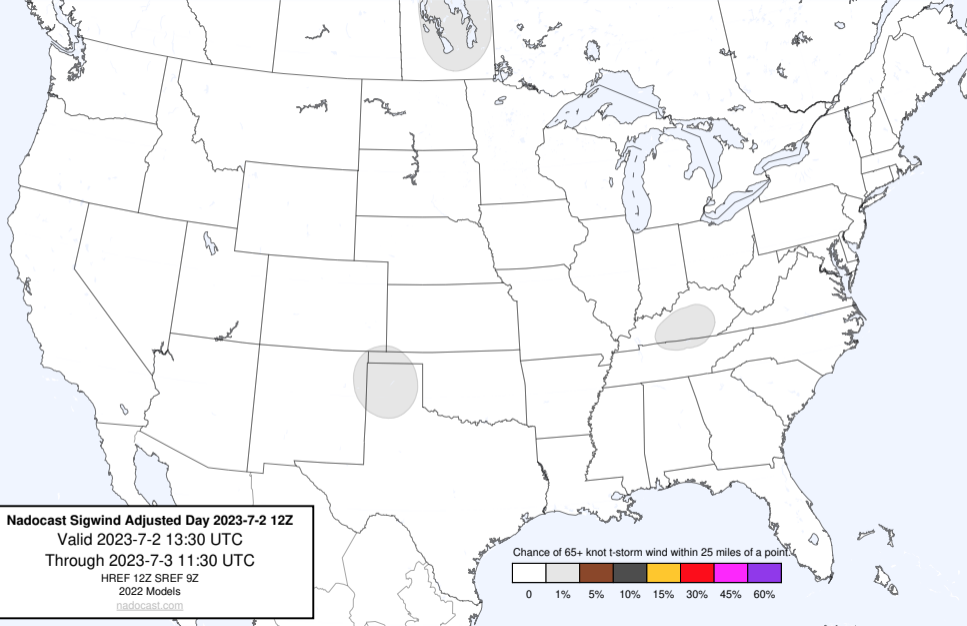 Nadocast Sigwind Adjusted Day 2023-7-2 12Z
Valid 2023-7-2 13:30 UTC
Through 2023-7-3 11:30 UTC
HREF 12Z SREF 9Z
2022 Models
nadocast.com
Chance of 65+ knot t-storm wind within 25 miles of a point.
0 1% 5% 10% 15% 30% 45% 60%